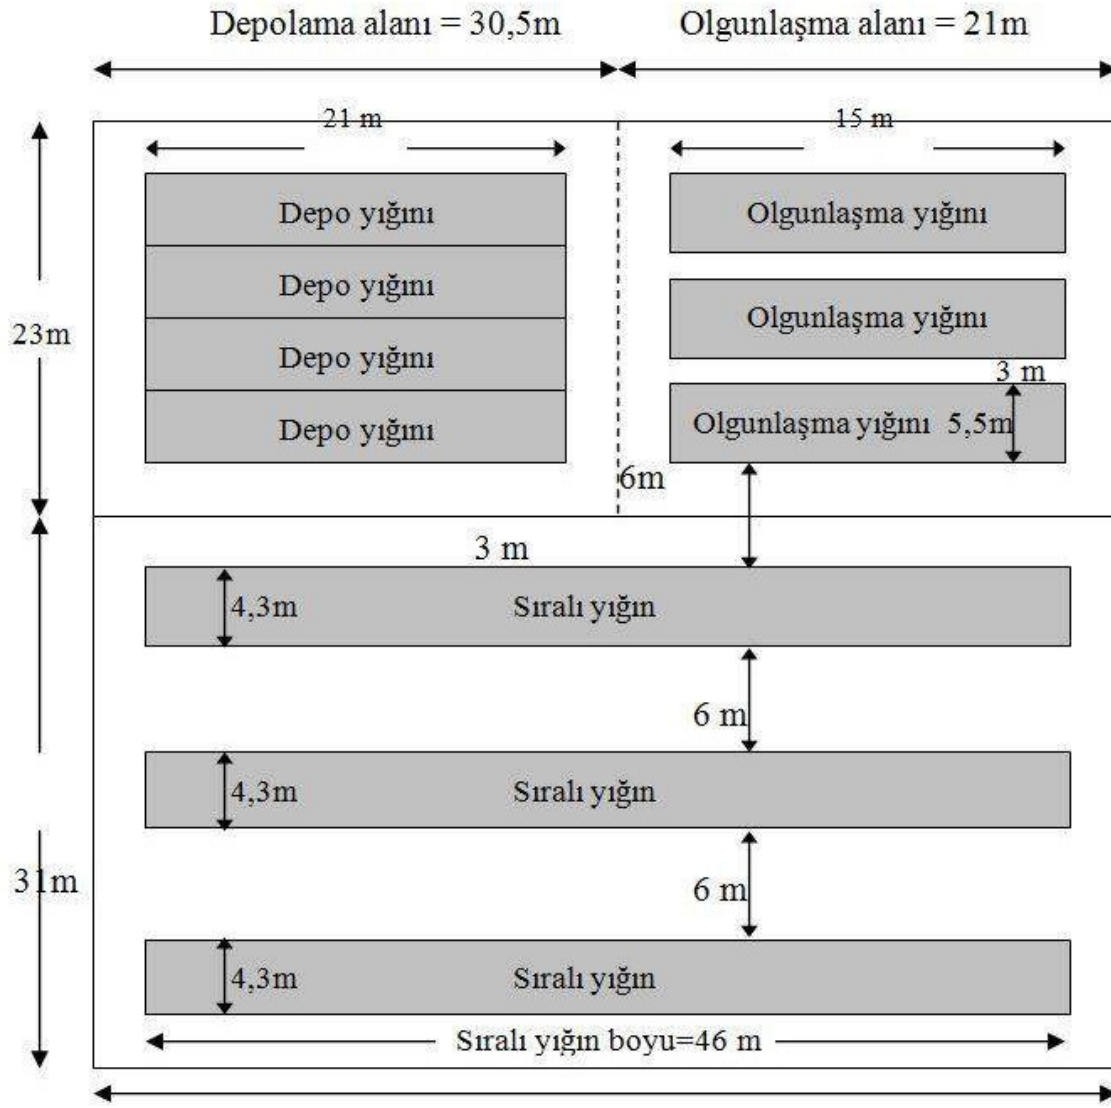 Depolama alanı = 30,5m
Olgunlaşma alanı = 21m
21 m
15 m
Depo yığını
Olgunlaşma yığını
Depo yığını
Olgunlaşma yığını
23m
Depo yığını
3 m
Depo yığını
Olgunlaşma yığını 5,5m
6m
3 m
4,3m
Sıralı yığın
6 m
4,3m
Sıralı yığın
31m
6 m
4,3m
Sıralı yığın
Sıralı yığın boyu=46 m